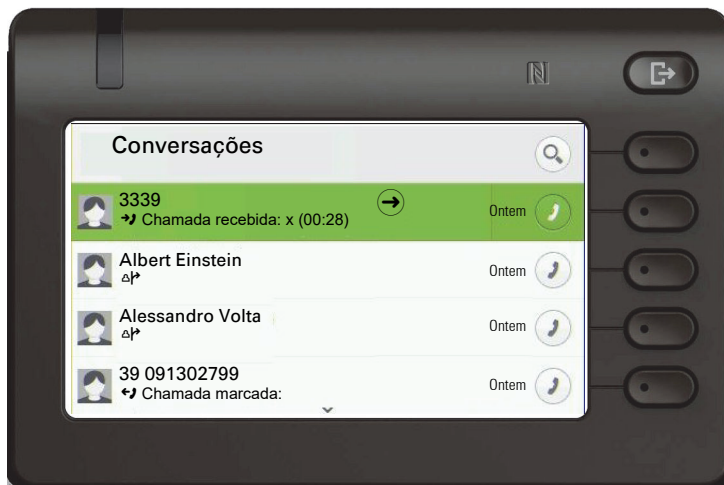 Conversações
3339
Ontem
Chamada recebida: x (00:28)
Albert Einstein
Ontem
Alessandro Volta
Ontem
39 091302799
Ontem
Chamada marcada: